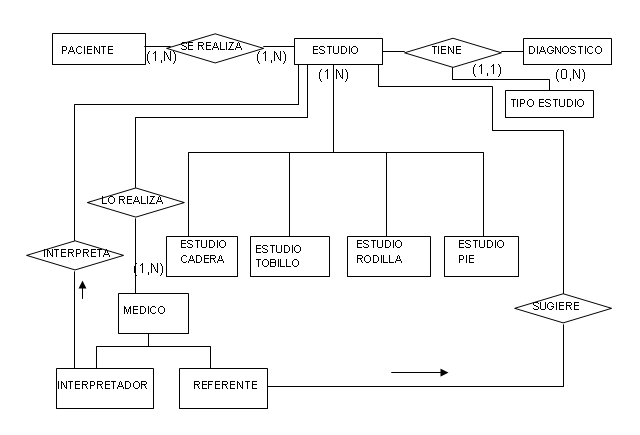 PACIENTE
SE REALIZA
ESTUDIO
TIENE
DIAGNOSTICO
(1,N)
(1,N)
(1,N)
(1,1)
(0,N)
TIPO ESTUDIO
LO REALIZA
INTERPRETA
ESTUDIO
CADERA
ESTUDIO
TOBILLO
ESTUDIO
RODILLA
ESTUDIO
PIE
(1,N)
MEDICO
SUGIERE
INTERPRETADOR
REFERENTE